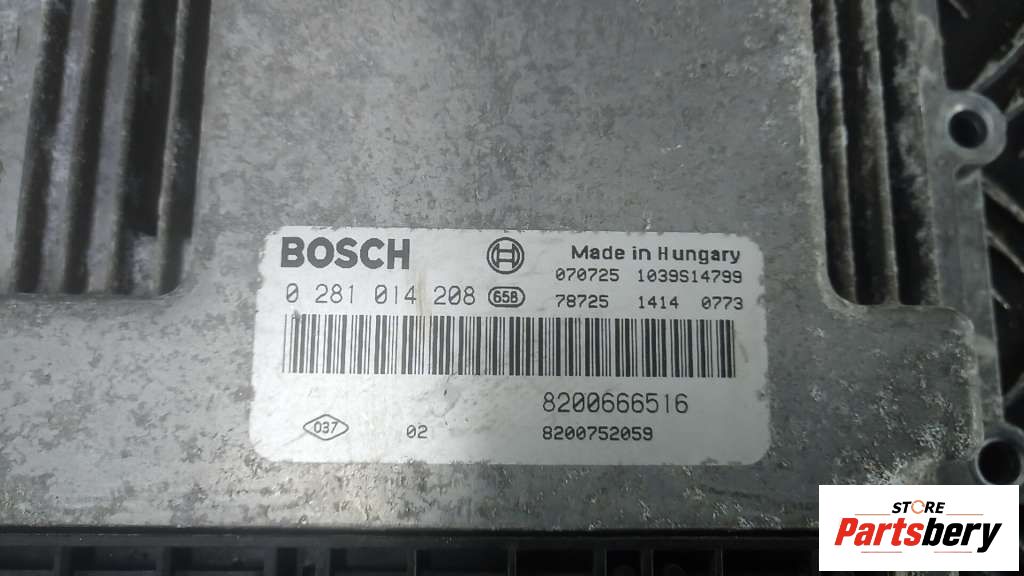 BOSCH
Made in Hungary
070725 1039S14799
0 281 014 208 658
78725 1414 0773
8200666516
037 02 8200752059
STORE
Partsbery